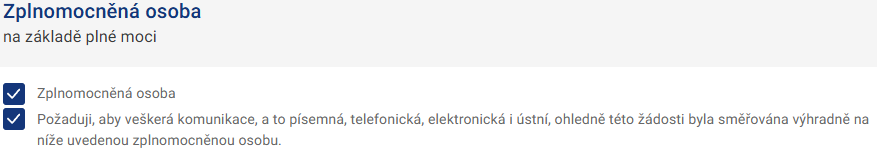 Zplnomocněná osoba
na základě plné moci
Zplnomocněná osoba
Požaduji, aby veškerá komunikace, a to písemná, telefonická, elektronická i ústní, ohledně této žádosti byla směřována výhradně na
níže uvedenou zplnomocněnou osobu.